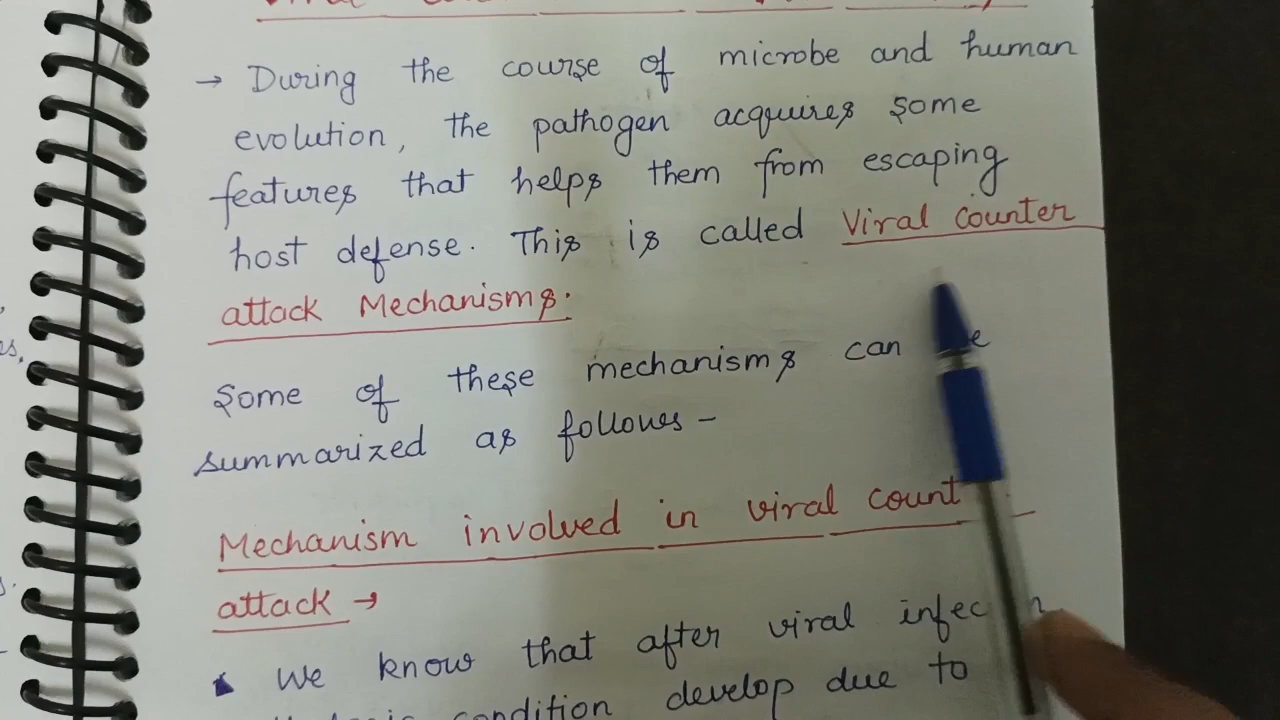 Viral
→ During the course of microbe and human
evolution, the pathogen acquires some
features that helps them from escaping
host defense. This is called Viral counter
attack Mechanisms.
Some of these mechanisms can
summarized as follows -
Mechanism involved in viral count
attack →
We know that after viral infec
condition develop due to
es,